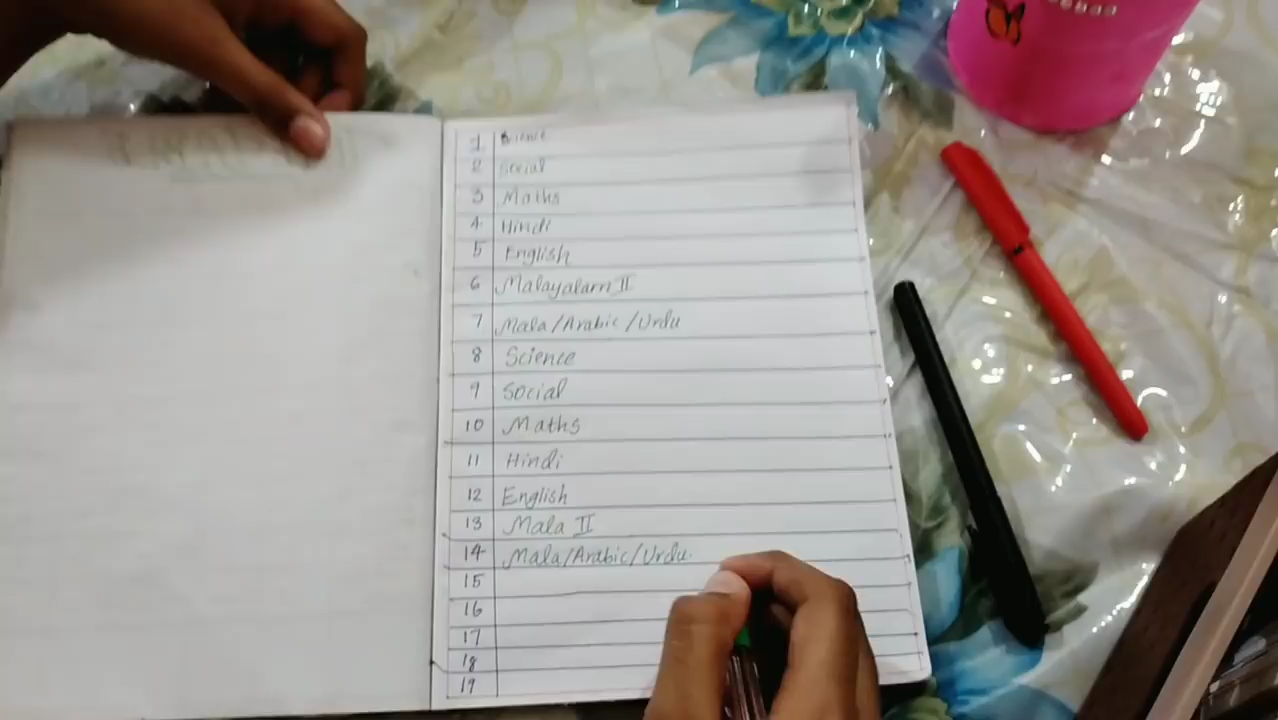 1 Science
2 Social
3 Maths
4 Hindi
5 English
6 Malayalam II
7 Mala/Arabic/Urdu
8 Science
9 Social
10 Maths
11 Hindi
12 English
13 Mala II
14 Mala/Arabic/Urdu.
15
16
17
18
19